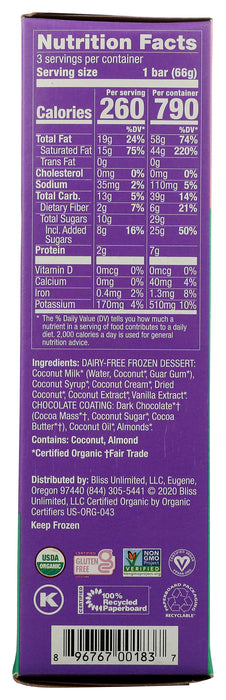 Nutrition Facts
3 servings per container
Serving size 1 bar (66g)
Per serving Per container
Calories 260 790
%DV* %DV*
Total Fat 19g 24% 58g 74%
Saturated Fat 15g 75% 44g 220%
Trans Fat 0g 0g
Cholesterol 0mg 0% 0mg 0%
Sodium 35mg 2% 110mg 5%
Total Carb. 13g 5% 39g 14%
Dietary Fiber 2g 7% 6g 21%
Total Sugars 10g 29g
Incl. Added Sugars 8g 16% 25g 50%
Protein 2g 7g
Vitamin D 0mcg 0% 0mcg 0%
Calcium 0mg 0% 40mg 4%
Iron 0.4mg 2% 1.3mg 8%
Potassium 170mg 4% 510mg 10%
* The % Daily Value (DV) tells you how much a
nutrient in a serving of food contributes to a daily
diet. 2,000 calories a day is used for general
nutrition advice.
Ingredients: DAIRY-FREE FROZEN DESSERT:
Coconut Milk* (Water, Coconut*, Guar Gum*),
Coconut Syrup*, Coconut Cream*, Dried
Coconut*, Coconut Extract*, Vanilla Extract*.
CHOCOLATE COATING: Dark Chocolate*†
(Cocoa Mass*†, Coconut Sugar*, Cocoa
Butter*†), Coconut Oil*, Almonds*.
Contains: Coconut, Almond
*Certified Organic †Fair Trade
Distributed by: Bliss Unlimited, LLC, Eugene,
Oregon 97440 (844) 305-5441 © 2020 Bliss
Unlimited, LLC Certified Organic by Organic
Certifiers US-ORG-043
Keep Frozen
USDA
ORGANIC
CERTIFIED
GLUTEN
FREE
NON
GMO
Project
VERIFIED
nongmoproject.org
V
K
100%
Recycled
Paperboard
PAPERBOARD PACKAGING
RECYCLABLE
8 96767 00183 7